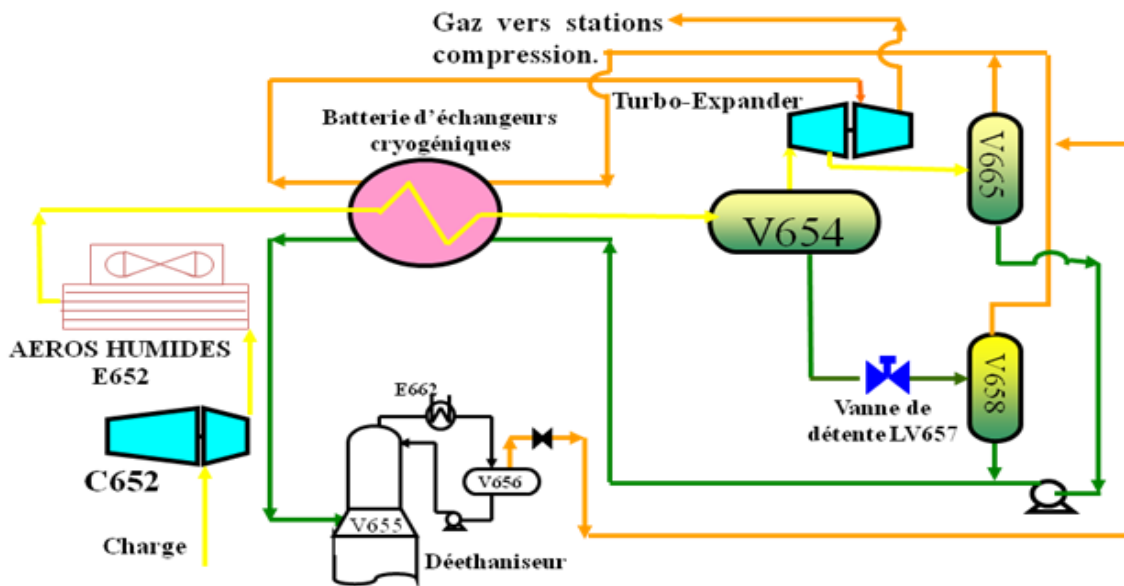 Gaz vers stations
compression.
Turbo-Expander
Batterie d'échangeurs
cryogéniques
V665
V654
AEROS HUMIDES
E652
E662
V658
Vanne de
détente LV657
C652
V656
V655
Charge
Déethaniseur